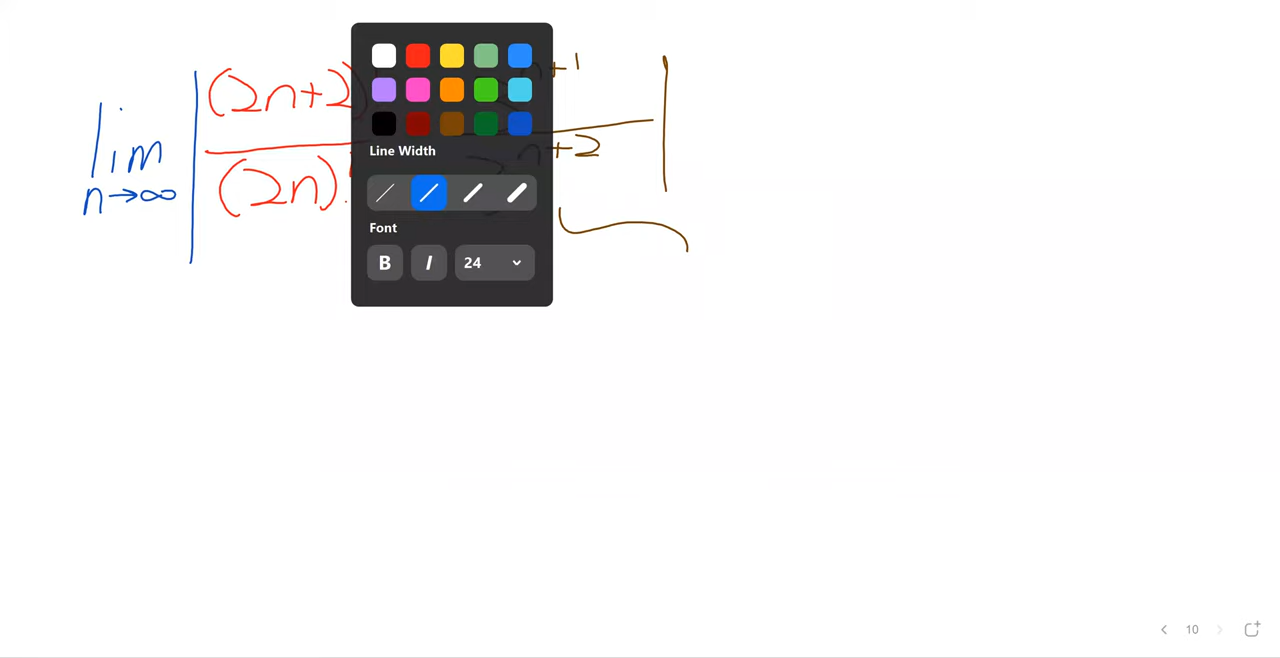 lim n→∞ | (2n+2) / (2n)! n+1 / n+2 |
Line Width
Font
B I 24
10